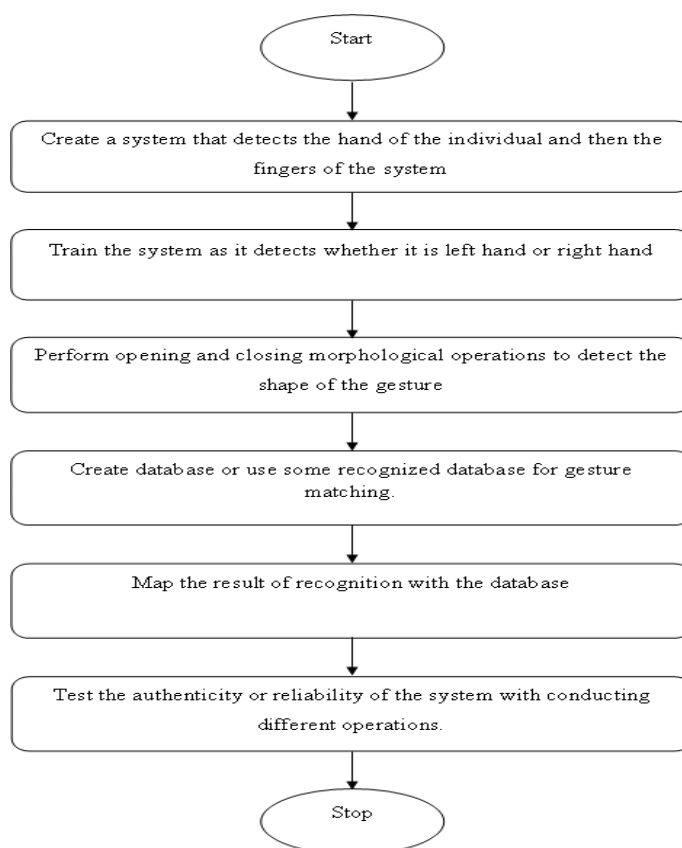 Start
Create a system that detects the hand of the individual and then the
fingers of the system
Train the system as it detects whether it is left hand or right hand
Perform opening and closing morphological operations to detect the
shape of the gesture
Create database or use some recognized database for gesture
matching.
Map the result of recognition with the database
Test the authenticity or reliability of the system with conducting
different operations.
Stop